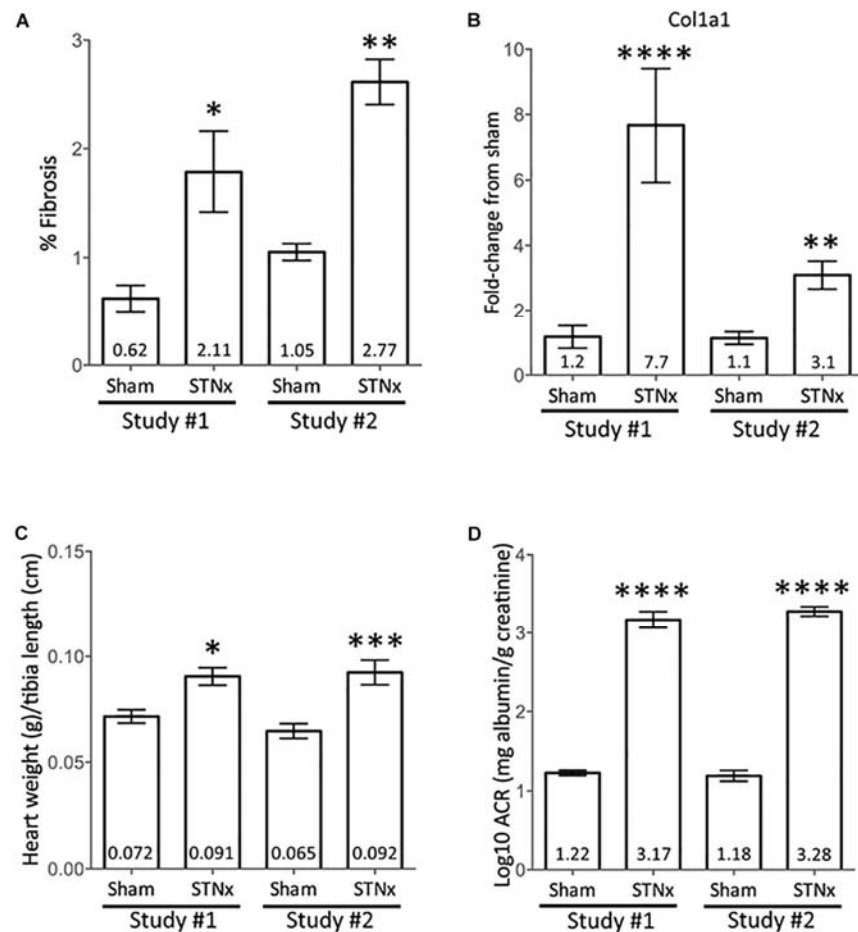 A
% Fibrosis
3
2
1
0
*
**
0.62 2.11 1.05 2.77
Sham STNx Sham STNx
Study #1 Study #2
B
Col1a1
Fold-change from sham
10
8
6
4
2
0
****
**
1.2 7.7 1.1 3.1
Sham STNx Sham STNx
Study #1 Study #2
C
Heart weight (g)/tibia length (cm)
0.15
0.10
0.05
0.00
*
***
0.072 0.091 0.065 0.092
Sham STNx Sham STNx
Study #1 Study #2
D
Log10 ACR (mg albumin/g creatinine)
4
3
2
1
0
****
****
1.22 3.17 1.18 3.28
Sham STNx Sham STNx
Study #1 Study #2